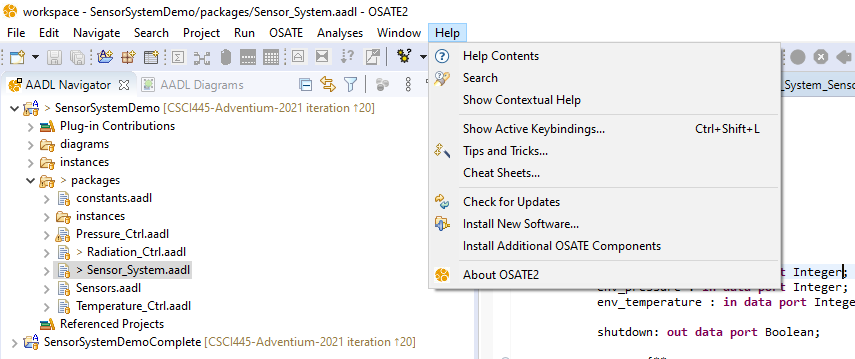 workspace - SensorSystemDemo/packages/Sensor_System.aadl - OSATE2
File Edit Navigate Search Project Run OSATE Analyses Window Help
AADL Navigator AADL Diagrams
SensorSystemDemo [CSCI445-Adventium-2021 iteration ↑20]
Plug-in Contributions
diagrams
instances
> packages
constants.aadl
instances
Pressure_Ctrl.aadl
> Radiation_Ctrl.aadl
> Sensor_System.aadl
Sensors.aadl
Temperature_Ctrl.aadl
Referenced Projects
SensorSystemDemoComplete [CSCI445-Adventium-2021 iteration ↑20]
Help Contents
Search
Show Contextual Help
Show Active Keybindings... Ctrl+Shift+L
Tips and Tricks...
Cheat Sheets...
Check for Updates
Install New Software...
Install Additional OSATE Components
About OSATE2
_System_Senso
t Integer;
env_pressure : in data port Integer;
env_temperature : in data port Intege
shutdown: out data port Boolean;
{**